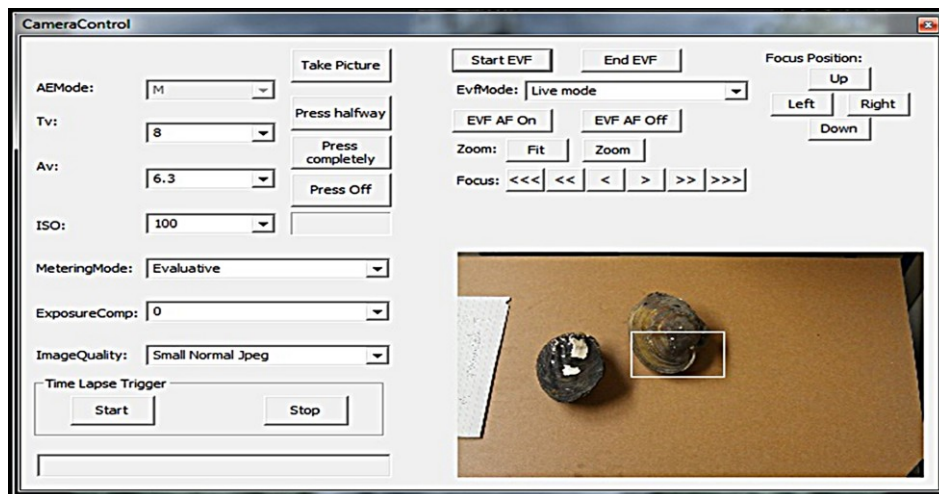 CameraControl
AEMode: M
Tv: 8
Av: 6.3
ISO: 100
MeteringMode: Evaluative
ExposureComp: 0
ImageQuality: Small Normal Jpeg
Time Lapse Trigger
Start Stop
Take Picture
Press halfway
Press
completely
Press Off
Start EVF End EVF
EvfMode: Live mode
EVF AF On EVF AF Off
Zoom: Fit Zoom
Focus: <<< << < > >> >>>
Focus Position:
Up
Left Right
Down